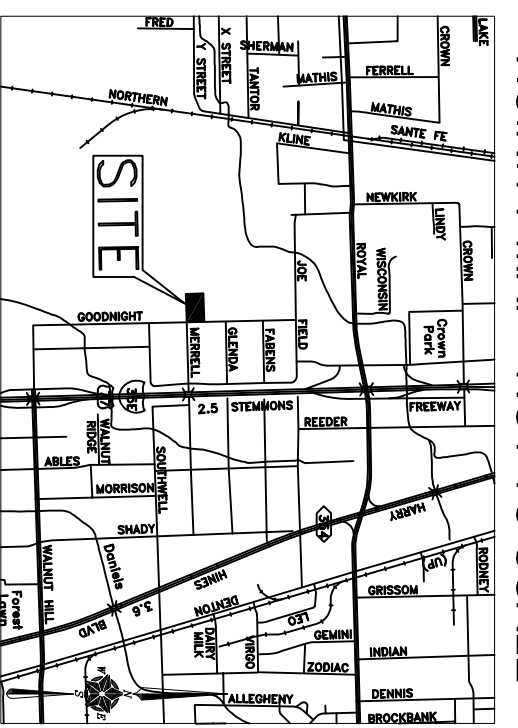 FRED
X STREET
Y STREET
SHERMAN
TANTOR
MATHIS
FERRELL
CROWN
LAKE
NORTHERN
MATHIS
KLINE
SANTE FE
SITE
NEWKIRK
LINDY
CROWN
WISCONSIN
ROYAL
JOE
FIELD
Crown
Park
GOODNIGHT
MERRELL
GLENDA
FABENS
35E
2.5
STEMMONS
FREEWAY
REEDER
WALNUT
RIDGE
ABLES
SOUTHWELL
MORRISON
SHADY
HARRY
HINES
BLVD
3.6
Daniels
WALNUT HILL
Forest
Lawn
DENTON
(UP)
RODNEY
GRISSOM
LEO
GEMINI
VIRGO
DAIRY
MILK
ZODIAC
INDIAN
ALLEGHENY
DENNIS
BROCKBANK
N
W
S
E